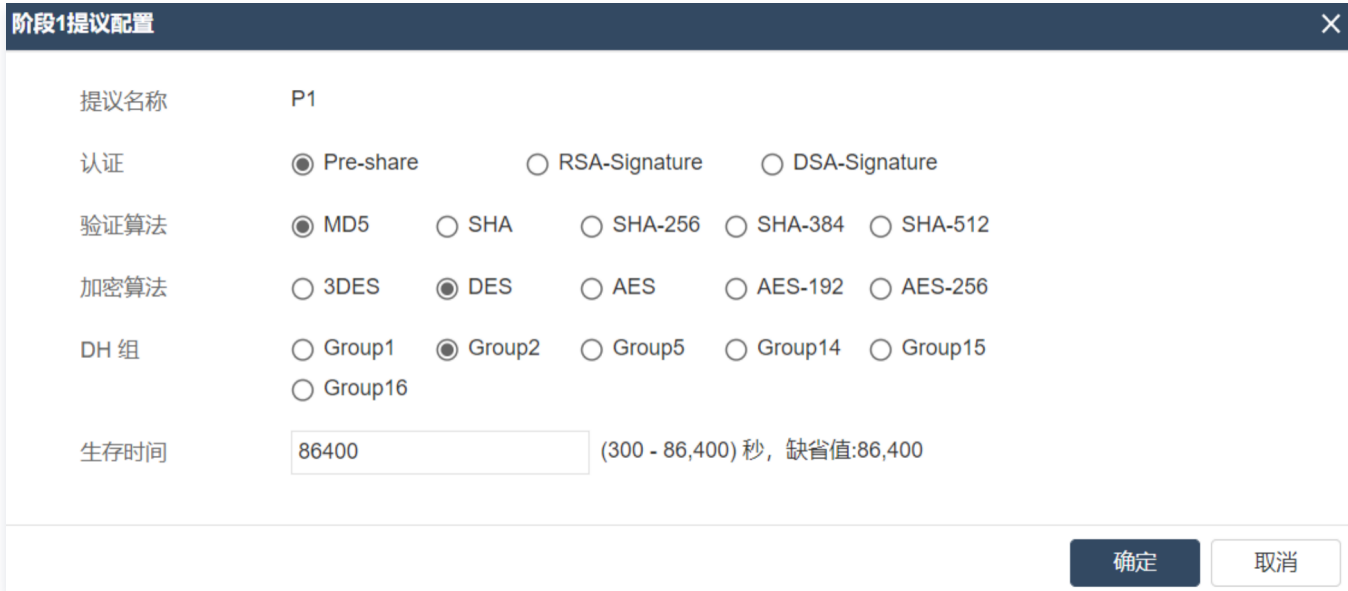 阶段1提议配置
提议名称 P1
认证 Pre-share RSA-Signature DSA-Signature
验证算法 MD5 SHA SHA-256 SHA-384 SHA-512
加密算法 3DES DES AES AES-192 AES-256
DH 组 Group1 Group2 Group5 Group14 Group15
Group16
生存时间 86400 (300 - 86,400) 秒，缺省值:86,400
确定 取消